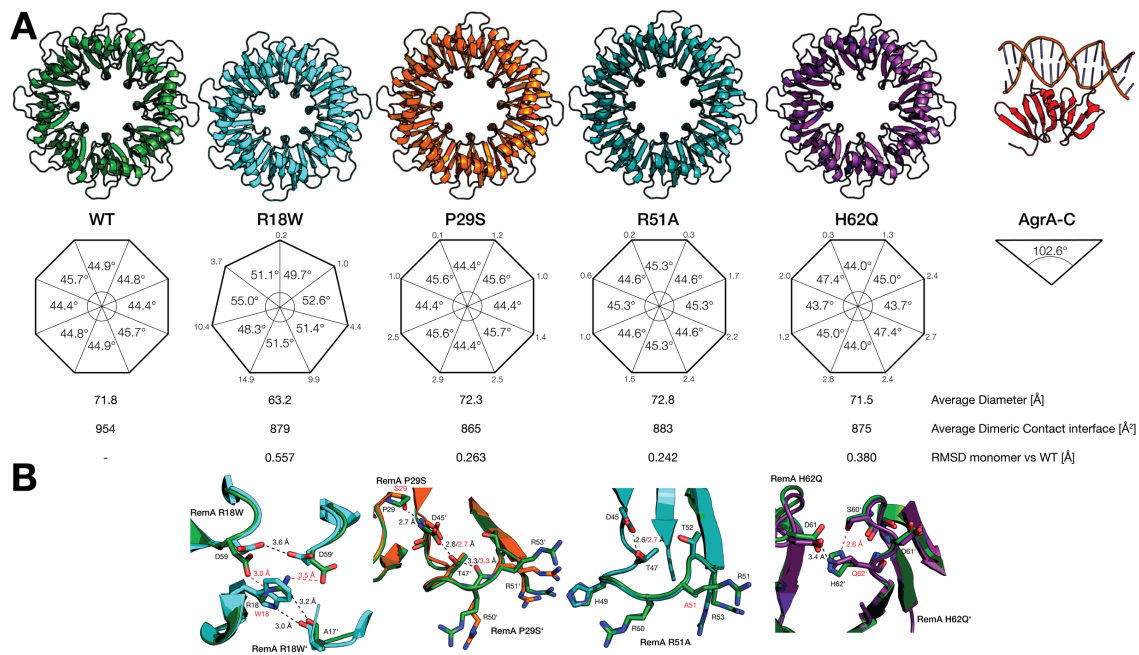 A
WT R18W P29S R51A H62Q AgrA-C
44.9° 44.8° 44.4° 45.7° 44.9° 44.8° 44.4° 45.7°
0.2 1.0 4.4 9.9 14.9 10.4 3.7
49.7° 52.6° 51.4° 51.5° 48.3° 55.0° 51.1°
0.1 1.2 1.0 1.4 2.5 2.9 2.5 1.0
44.4° 45.6° 44.4° 45.7° 44.4° 45.6° 44.4° 45.6°
0.2 0.3 1.7 2.2 2.4 1.5 1.0 0.6
45.3° 44.6° 45.3° 44.6° 45.3° 44.6° 45.3° 44.6°
0.3 1.3 2.4 2.7 2.4 2.8 1.2 2.0
44.0° 45.0° 43.7° 47.4° 44.0° 45.0° 43.7° 47.4°
102.6°
71.8 63.2 72.3 72.8 71.5 Average Diameter [Å]
954 879 865 883 875 Average Dimeric Contact interface [Å²]
- 0.557 0.263 0.242 0.380 RMSD monomer vs WT [Å]
B
RemA R18W
D59
3.6 Å
D59'
3.0 Å
3.5 Å
R18
W18
3.2 Å
3.0 Å
A17'
RemA R18W'
RemA P29S
S29
P29
D45'
2.7 Å
2.6/2.7 Å
3.3/3.3 Å
T47'
R53'
R51'
R50'
RemA P29S'
D45
T52
2.6/2.7 Å
T47
H49
R51
A51
R50
R53
RemA R51A
RemA H62Q
S60'
D61
2.6 Å
D61'
3.4 Å
H62'
Q62'
RemA H62Q'